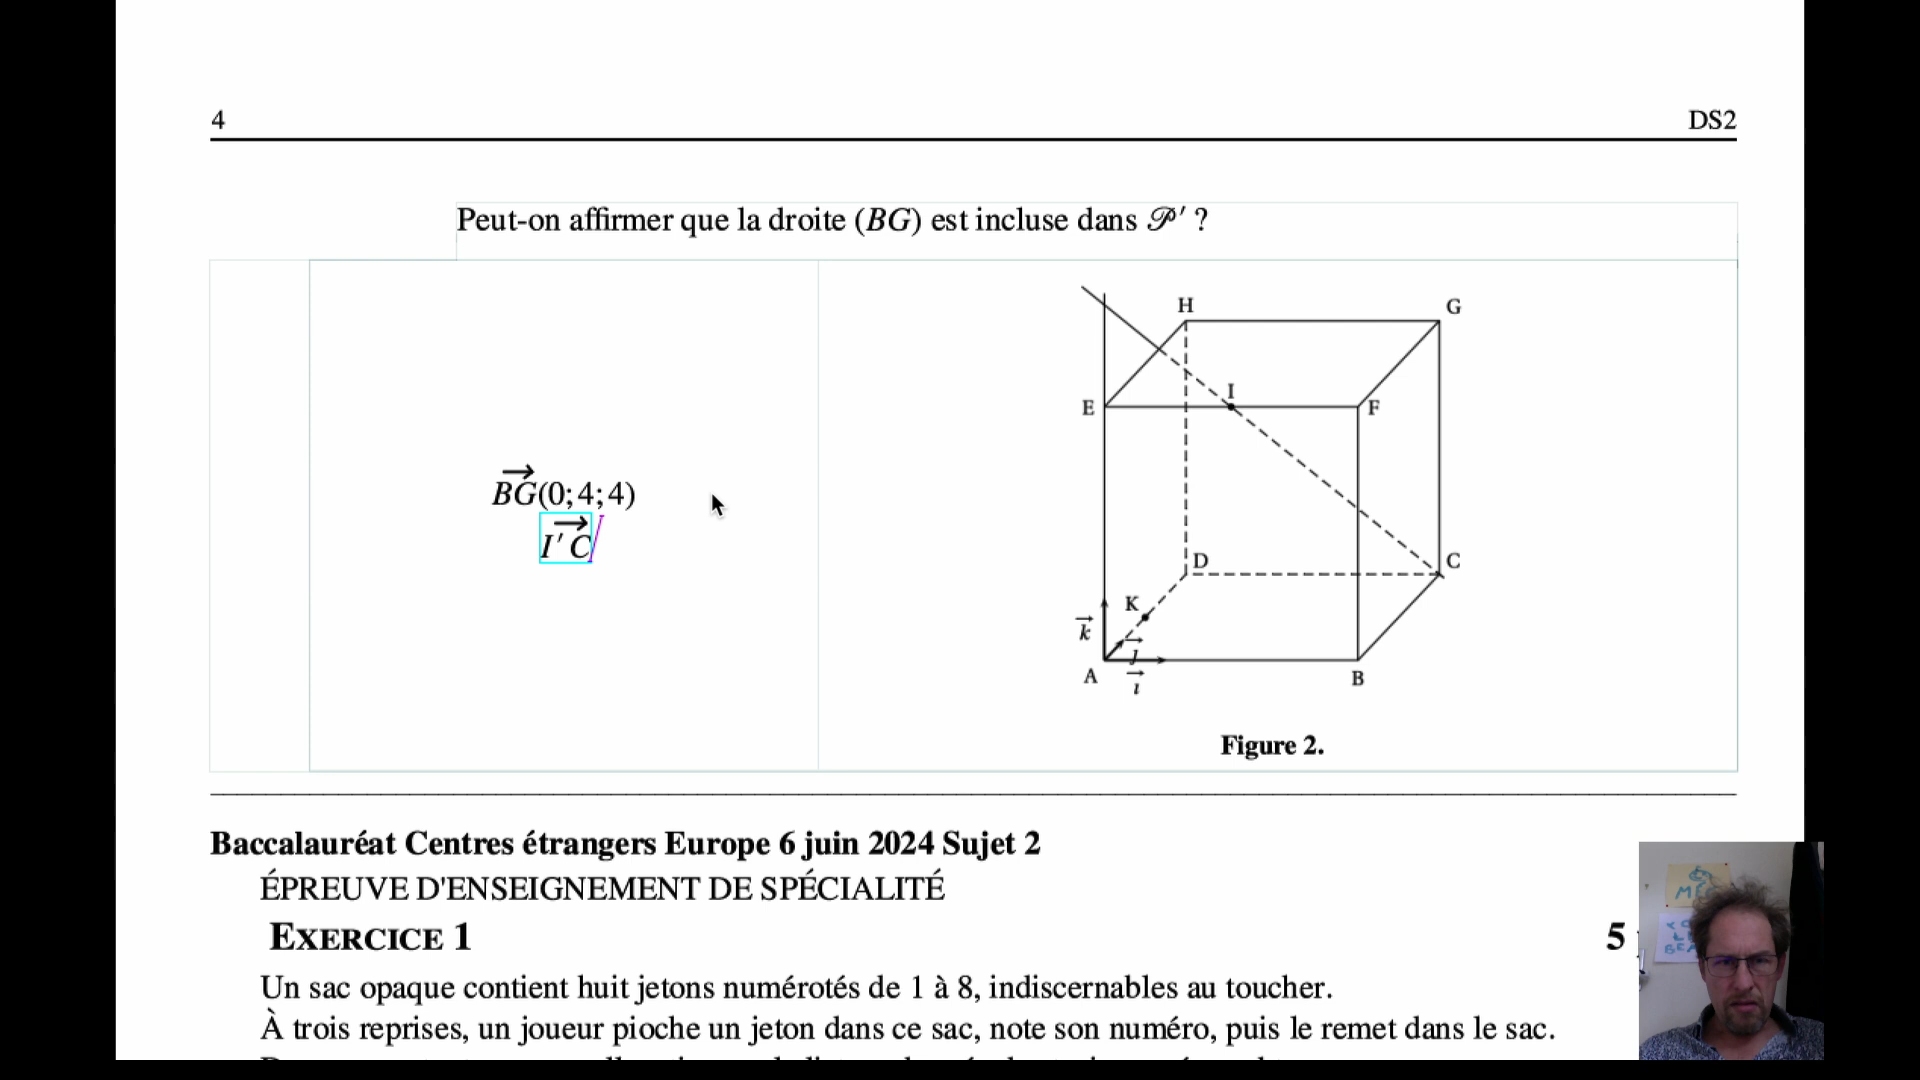 4 DS2
Peut-on affirmer que la droite (BG) est incluse dans 𝒫′ ?
H G
I
E F
BG⃗(0;4;4)
I′C⃗
D C
K
k⃗
ȷ⃗
A ı⃗ B
Figure 2.
Baccalauréat Centres étrangers Europe 6 juin 2024 Sujet 2
ÉPREUVE D'ENSEIGNEMENT DE SPÉCIALITÉ
EXERCICE 1 5
Un sac opaque contient huit jetons numérotés de 1 à 8, indiscernables au toucher.
À trois reprises, un joueur pioche un jeton dans ce sac, note son numéro, puis le remet dans le sac.